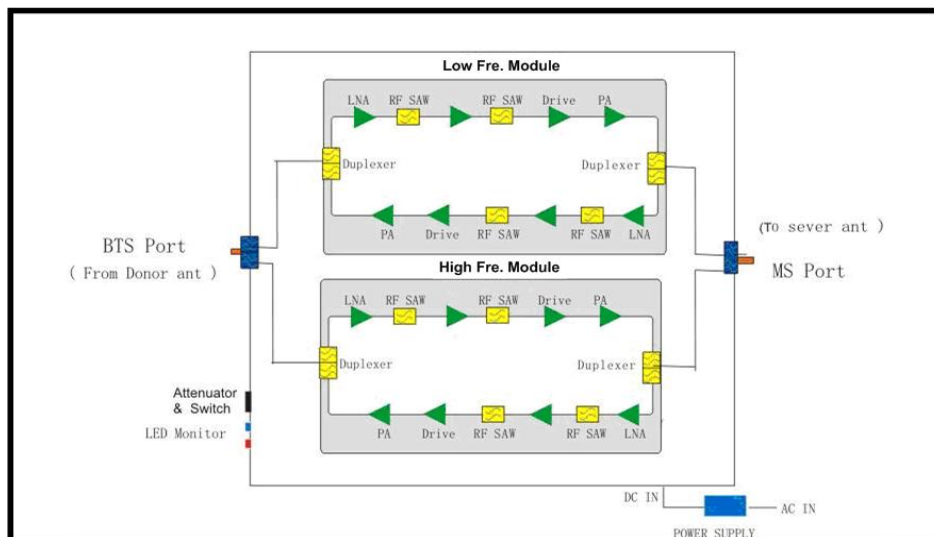 Low Fre. Module
LNA RF SAW RF SAW Drive PA
Duplexer Duplexer
PA Drive RF SAW RF SAW LNA
BTS Port
( From Donor ant )
(TO sever ant )
MS Port
High Fre. Module
LNA RF SAW RF SAW Drive PA
Duplexer Duplexer
PA Drive RF SAW RF SAW LNA
Attenuator
& Switch
LED Monitor
DC IN
AC IN
POWER SUPPLY